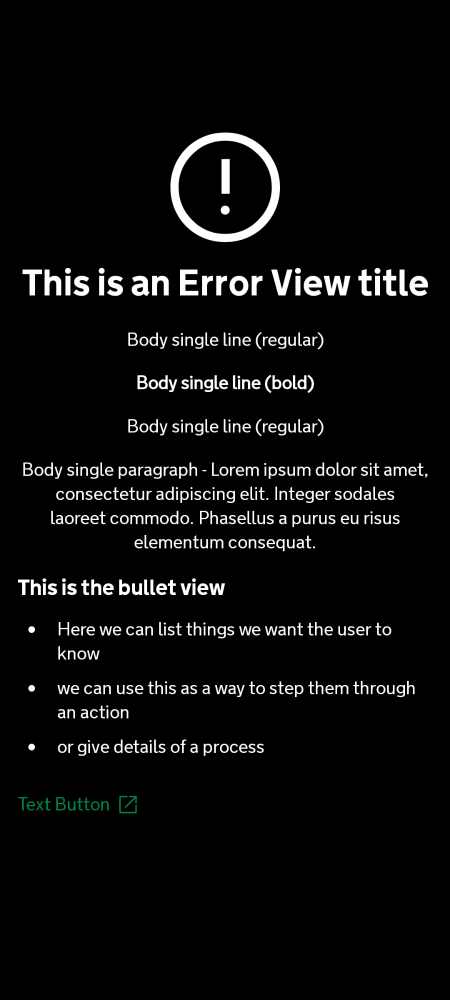 This is an Error View title
Body single line (regular)
Body single line (bold)
Body single line (regular)
Body single paragraph - Lorem ipsum dolor sit amet,
consectetur adipiscing elit. Integer sodales
laoreet commodo. Phasellus a purus eu risus
elementum consequat.
This is the bullet view
• Here we can list things we want the user to
know
• we can use this as a way to step them through
an action
• or give details of a process
Text Button